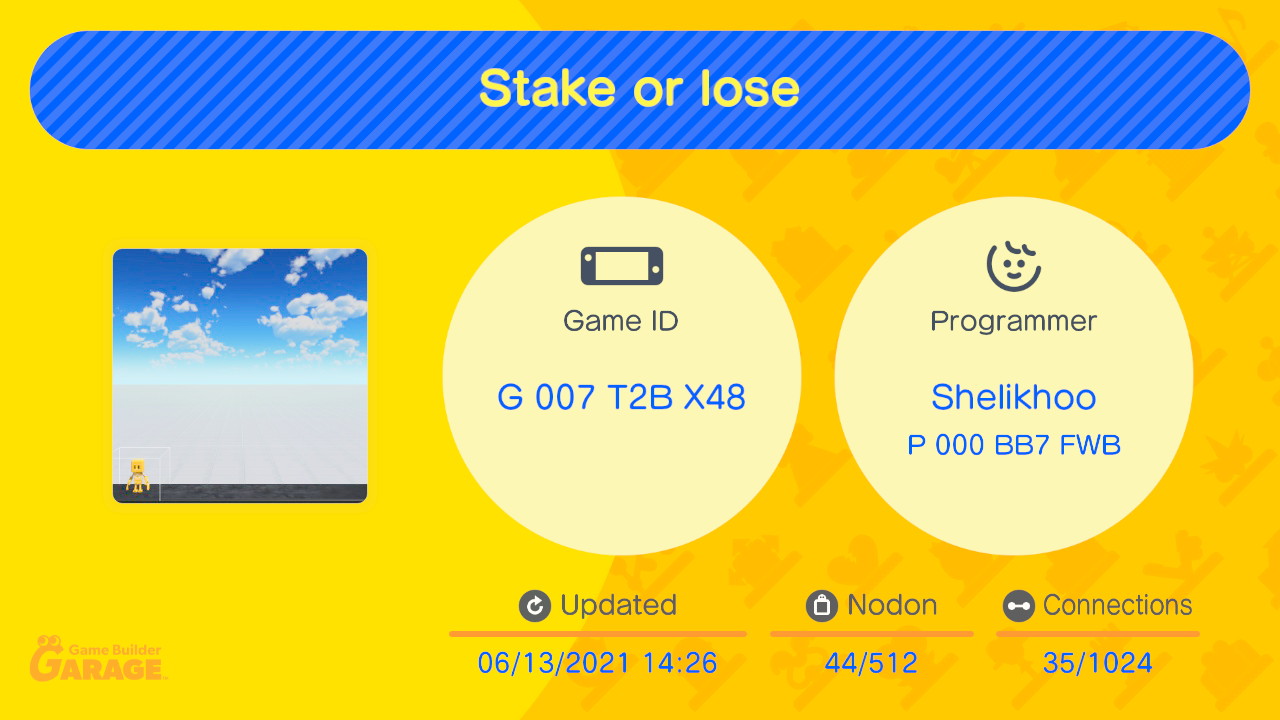 Stake or lose
Game ID
G 007 T2B X48
Programmer
Shelikhoo
P 000 BB7 FWB
Updated
06/13/2021 14:26
Nodon
44/512
Connections
35/1024
Game Builder
GARAGE™